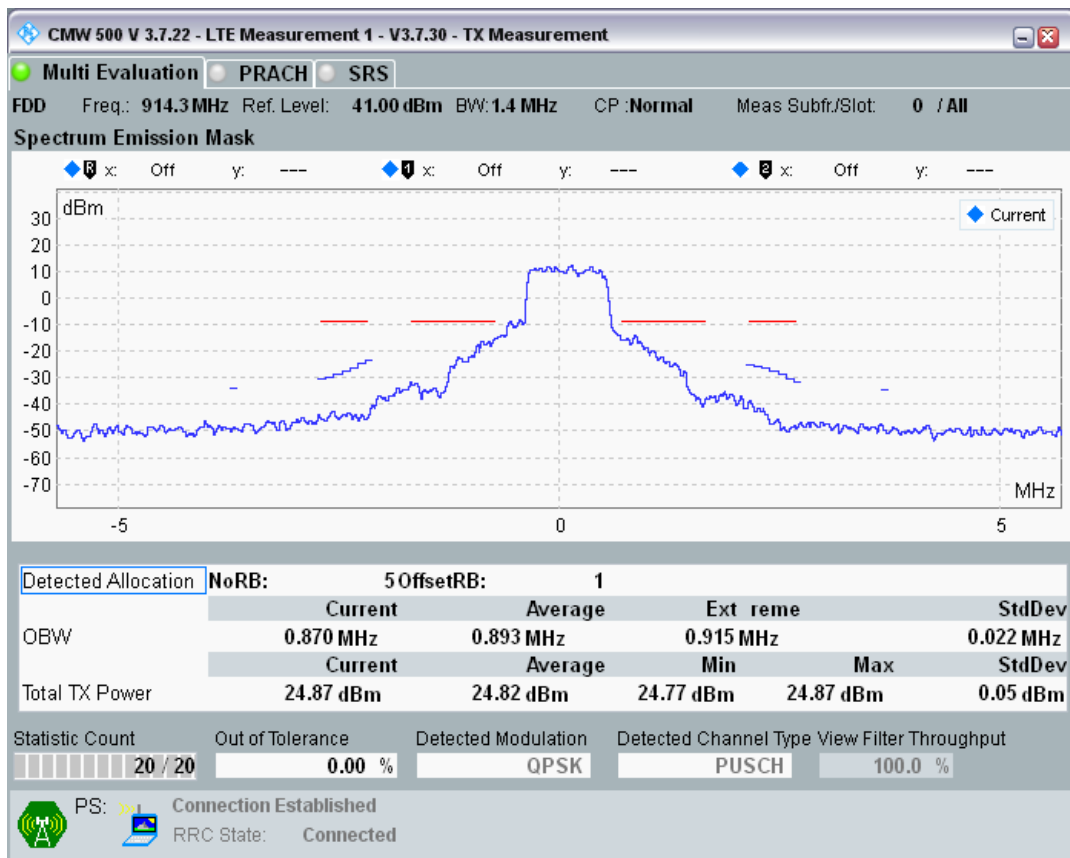 CMW 500 V 3.7.22 - LTE Measurement 1 - V3.7.30 - TX Measurement
Multi Evaluation PRACH SRS
FDD Freq.: 914.3 MHz Ref. Level: 41.00 dBm BW: 1.4 MHz CP :Normal Meas Subfr./Slot: 0 / All
Spectrum Emission Mask
R x: Off y: --- 1 x: Off y: --- 2 x: Off y: ---
dBm
Current
30
20
10
0
-10
-20
-30
-40
-50
-60
-70
MHz
-5 0 5
Detected Allocation NoRB: 5 OffsetRB: 1
Current Average Ext reme StdDev
OBW 0.870 MHz 0.893 MHz 0.915 MHz 0.022 MHz
Current Average Min Max StdDev
Total TX Power 24.87 dBm 24.82 dBm 24.77 dBm 24.87 dBm 0.05 dBm
Statistic Count Out of Tolerance Detected Modulation Detected Channel Type View Filter Throughput
20 / 20 0.00 % QPSK PUSCH 100.0 %
PS: Connection Established
RRC State: Connected